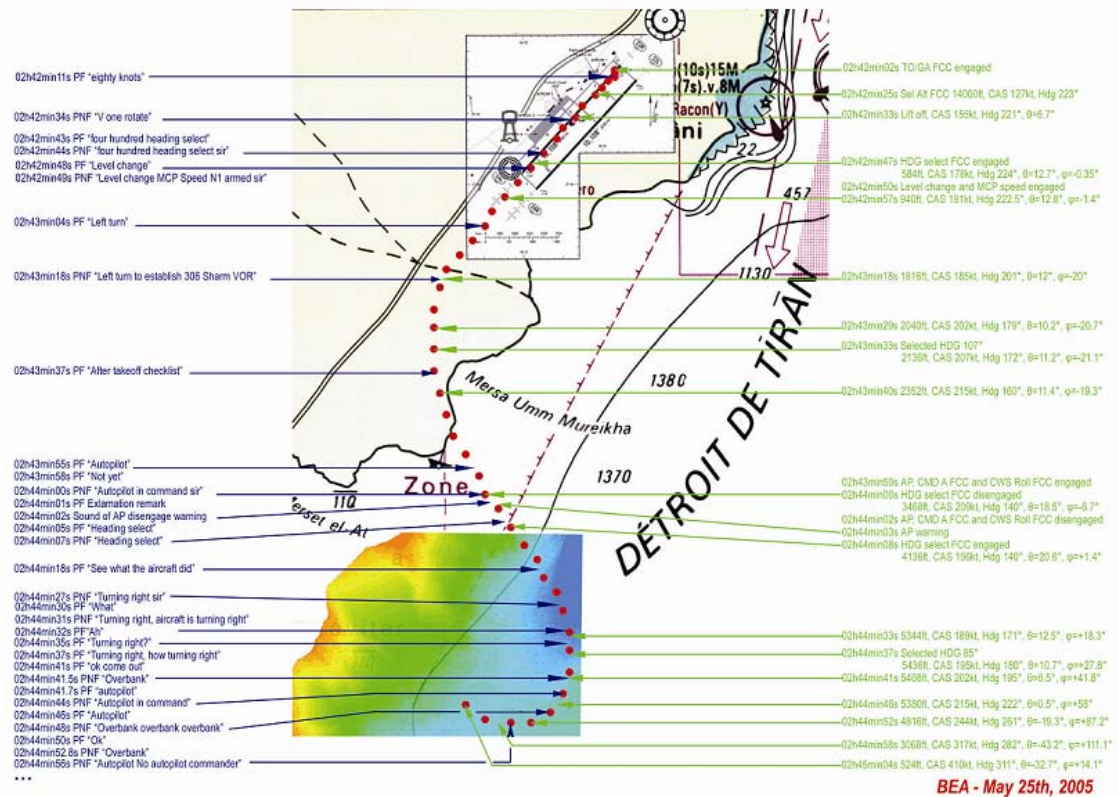 02h42min11s PF "eighty knots"
02h42min34s PNF "V one rotate"
02h42min43s PF "four hundred heading select"
02h42min44s PNF "four hundred heading select sir"
02h42min48s PF "Level change"
02h42min49s PNF "Level change MCP Speed N1 armed sir"
02h43min04s PF "Left turn"
02h43min18s PNF "Left turn to establish 306 Sharm VOR"
02h43min37s PF "After takeoff checklist"
02h43min55s PF "Autopilot"
02h43min58s PF "Not yet"
02h44min00s PNF "Autopilot in command sir"
02h44min01s PF Exlamation remark
02h44min02s Sound of AP disengage warning
02h44min05s PF "Heading select"
02h44min07s PNF "Heading select"
02h44min18s PF "See what the aircraft did"
02h44min27s PNF "Turning right sir"
02h44min30s PF "What"
02h44min31s PNF "Turning right, aircraft is turning right"
02h44min32s PF "Ah"
02h44min35s PF "Turning right?"
02h44min37s PF "Turning right, how turning right"
02h44min41s PF "ok come out"
02h44min41.5s PNF "Overbank"
02h44min41.7s PF "autopilot"
02h44min44s PNF "Autopilot in command"
02h44min46s PF "Autopilot"
02h44min48s PNF "Overbank overbank overbank"
02h44min50s PF "Ok"
02h44min52.8s PNF "Overbank"
02h44min56s PNF "Autopilot No autopilot commander"
...
(10s)15M
(7s).v.8M
Racon(Y)
âni
22
ro
457
1130
1380
Mersa Umm Mureikha
1370
DÉTROIT DE TĪRĀN
Zone
110
erset el-At
02h42min02s TO/GA FCC engaged
02h42min25s Sel Alt FCC 14000ft, CAS 127kt, Hdg 223°
02h42min33s Lift off, CAS 155kt, Hdg 221°, θ=6.7°
02h42min47s HDG select FCC engaged
584ft, CAS 178kt, Hdg 224°, θ=12.7°, φ=-0.35°
02h42min50s Level change and MCP speed engaged
02h42min57s 940ft, CAS 181kt, Hdg 222.5°, θ=12.8°, φ=-1.4°
02h43min18s 1816ft, CAS 185kt, Hdg 201°, θ=12°, φ=-20°
02h43min29s 2040ft, CAS 202kt, Hdg 179°, θ=10.2°, φ=-20.7°
02h43min33s Selected HDG 107°
2136ft, CAS 207kt, Hdg 172°, θ=11.2°, φ=-21.1°
02h43min40s 2352ft, CAS 215kt, Hdg 160°, θ=11.4°, φ=-19.3°
02h43min59s AP, CMD A FCC and CWS Roll FCC engaged
02h44min00s HDG select FCC disengaged
3468ft, CAS 209kt, Hdg 140°, θ=18.5°, φ=-6.7°
02h44min02s AP, CMD A FCC and CWS Roll FCC disengaged
02h44min03s AP warning
02h44min08s HDG select FCC engaged
4136ft, CAS 196kt, Hdg 140°, θ=20.6°, φ=+1.4°
02h44min33s 5344ft, CAS 189kt, Hdg 171°, θ=12.5°, φ=+18.3°
02h44min37s Selected HDG 85°
5436ft, CAS 195kt, Hdg 180°, θ=10.7°, φ=+27.8°
02h44min41s 5468ft, CAS 202kt, Hdg 195°, θ=6.5°, φ=+41.8°
02h44min46s 5380ft, CAS 215kt, Hdg 222°, θ=0.5°, φ=+58°
02h44min52s 4816ft, CAS 244kt, Hdg 261°, θ=-19.3°, φ=+87.2°
02h44min58s 3068ft, CAS 317kt, Hdg 282°, θ=-43.2°, φ=+111.1°
02h45min04s 524ft, CAS 410kt, Hdg 311°, θ=-32.7°, φ=+14.1°
BEA - May 25th, 2005